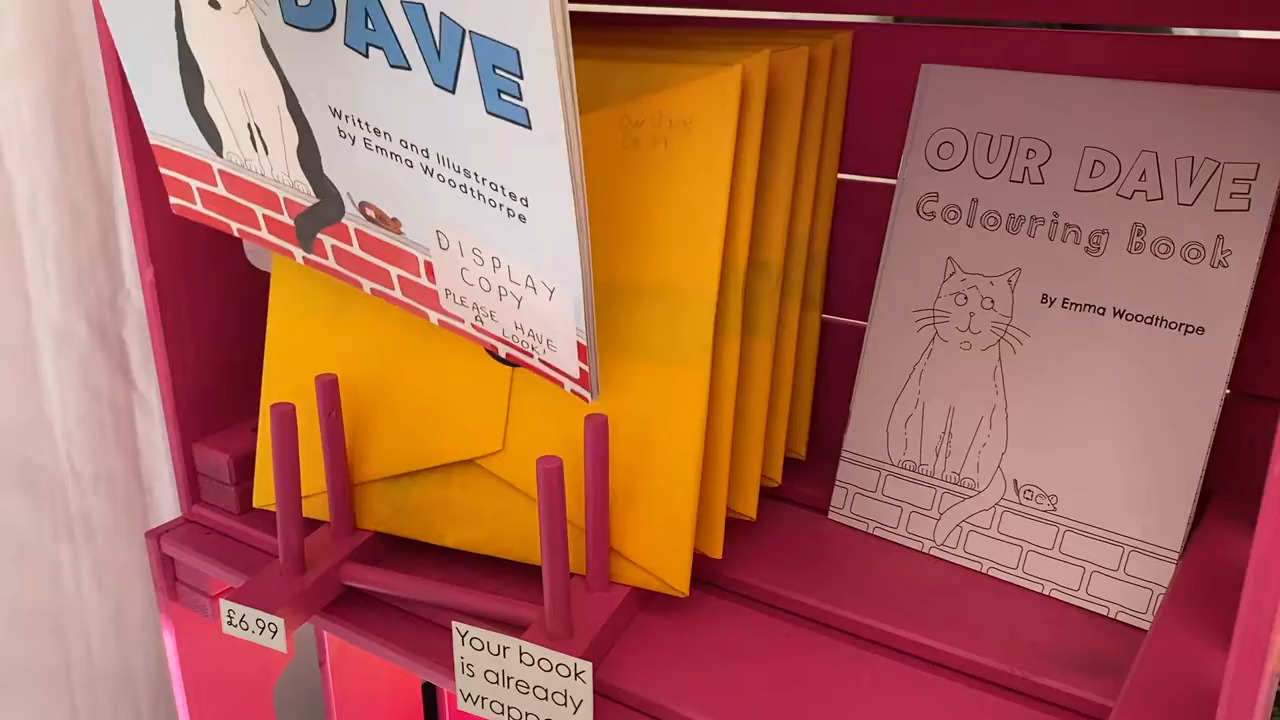 DAVE
Written and Illustrated
by Emma Woodthorpe
DISPLAY
COPY
PLEASE HAVE
A LOOK!
OUR DAVE
Colouring Book
By Emma Woodthorpe
£6.99
Your book
is already